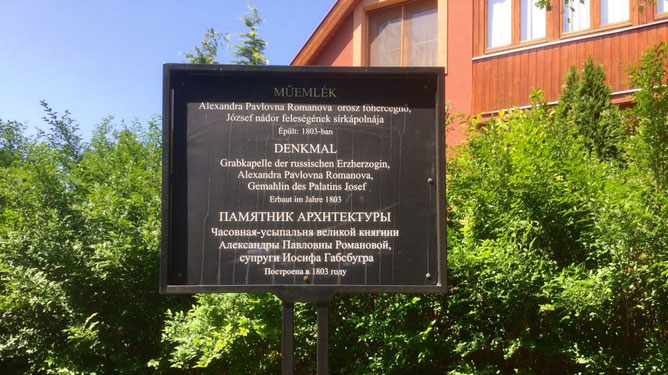 MŰEMLÉK
Alexandra Pavlovna Romanova orosz főhercegnő,
József nádor feleségének sírkápolnája
Épült: 1803-ban
DENKMAL
Grabkapelle der russischen Erzherzogin,
Alexandra Pavlovna Romanova,
Gemahlin des Palatins Josef
Erbaut im Jahre 1803
ПАМЯТНИК АРХНТЕКТУРЫ
Часовная-усыпальня великой княгини
Александры Павловны Романовой,
супруги Иосифа Габсбугра
Построена в 1803 году